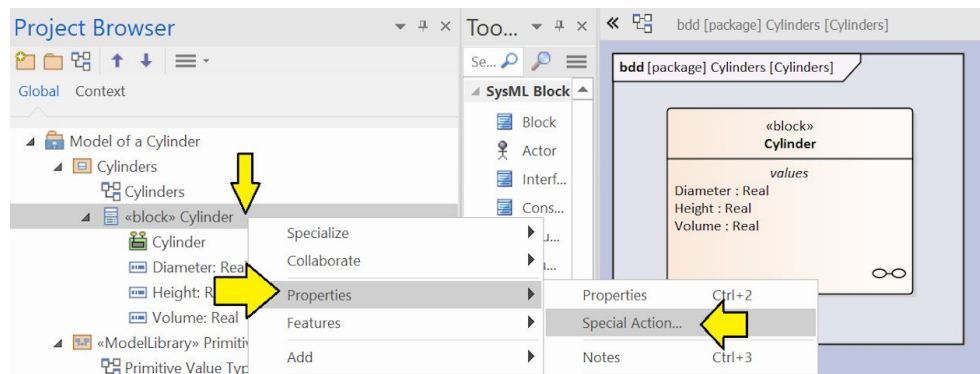 Project Browser
Global Context
Model of a Cylinder
Cylinders
Cylinders
«block» Cylinder
Cylinder
Diameter: Real
Height: R
Volume: Real
«ModelLibrary» Primitiv
Primitive Value Typ
Specialize
Collaborate
Properties
Features
Add
Too...
Se...
SysML Block
Block
Actor
Interf...
Cons...
Properties Ctrl+2
Special Action...
Notes Ctrl+3
bdd [package] Cylinders [Cylinders]
bdd [package] Cylinders [Cylinders]
«block»
Cylinder
values
Diameter : Real
Height : Real
Volume : Real